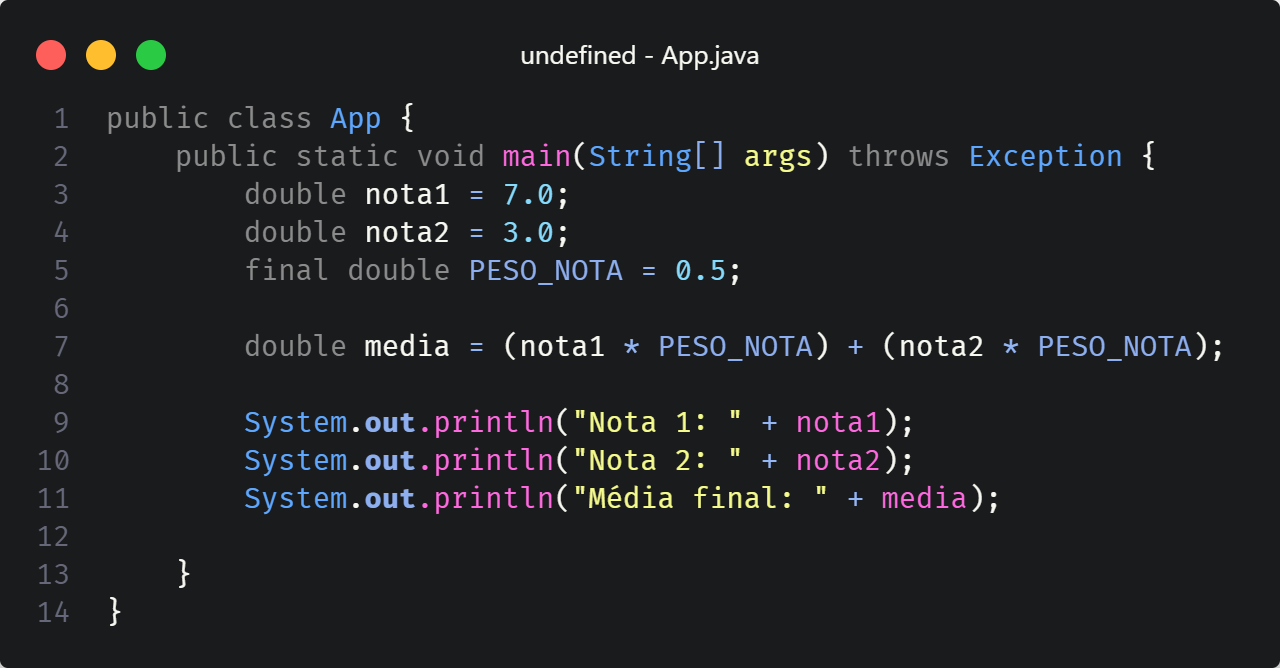 undefined - App.java
1 public class App {
2     public static void main(String[] args) throws Exception {
3         double nota1 = 7.0;
4         double nota2 = 3.0;
5         final double PESO_NOTA = 0.5;
6
7         double media = (nota1 * PESO_NOTA) + (nota2 * PESO_NOTA);
8
9         System.out.println("Nota 1: " + nota1);
10         System.out.println("Nota 2: " + nota2);
11         System.out.println("Média final: " + media);
12
13     }
14 }